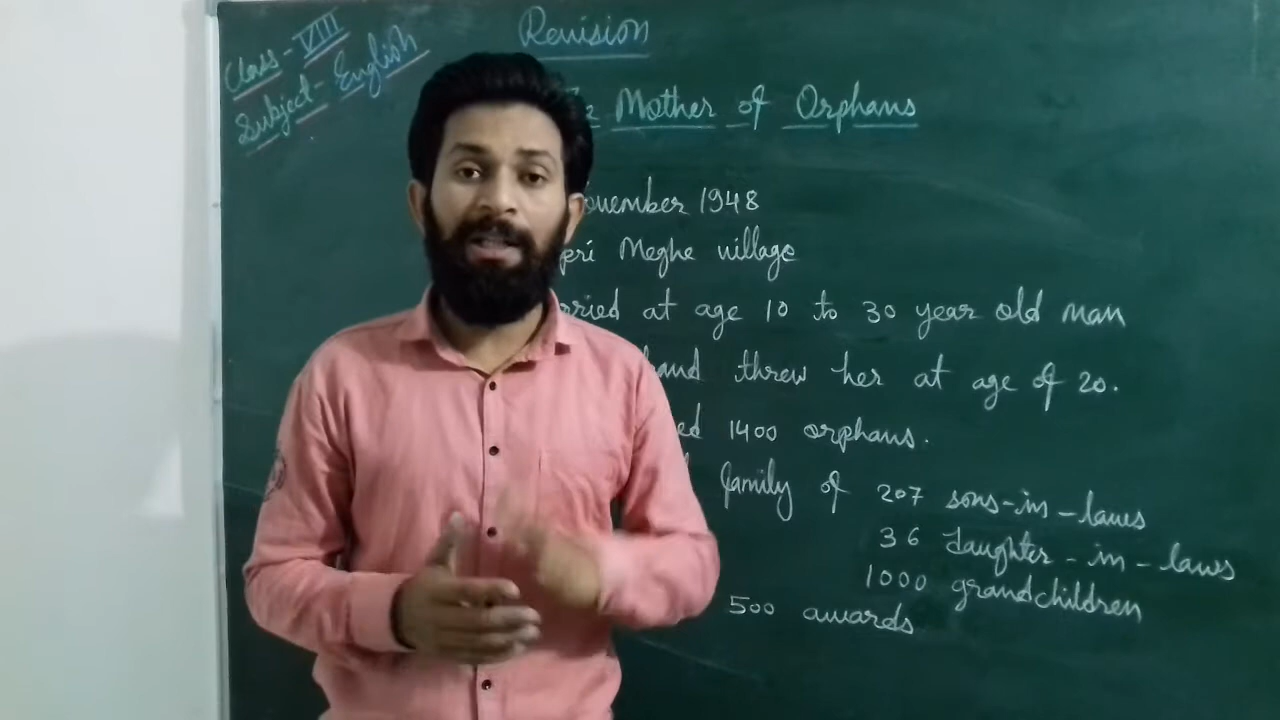 Class - VIII
Subject - English
Revision
Mother of Orphans
ovember 1948
pri Meghe village
rried at age 10 to 30 year old man
band threw her at age of 20.
ed 1400 orphans.
family of 207 sons-in-laws
36 daughter-in-laws
1000 grandchildren
500 awards